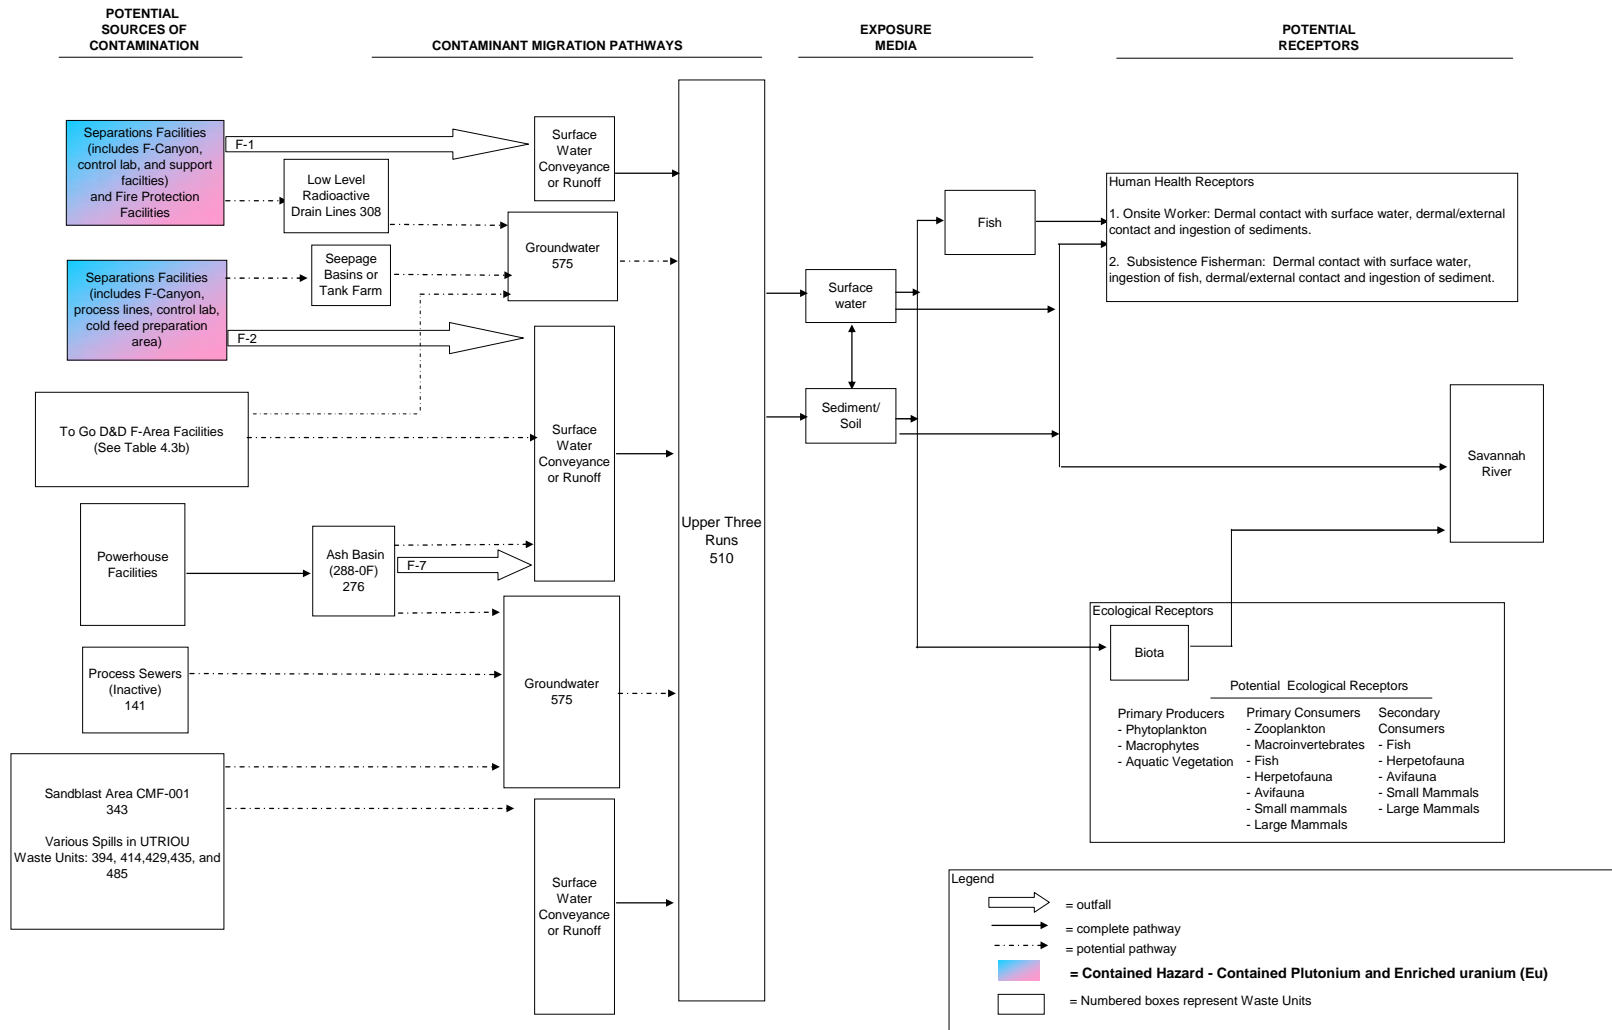 POTENTIAL
SOURCES OF
CONTAMINATION
CONTAMINANT MIGRATION PATHWAYS
EXPOSURE
MEDIA
POTENTIAL
RECEPTORS
Separations Facilities
(includes F-Canyon,
control lab, and support
facilties)
and Fire Protection
Facilities
F-1
Low Level
Radioactive
Drain Lines 308
Surface
Water
Conveyance
or Runoff
Separations Facilities
(includes F-Canyon,
process lines, control lab,
cold feed preparation
area)
Seepage
Basins or
Tank Farm
Groundwater
575
F-2
To Go D&D F-Area Facilities
(See Table 4.3b)
Surface
Water
Conveyance
or Runoff
Powerhouse
Facilities
Ash Basin
(288-0F)
276
F-7
Process Sewers
(Inactive)
141
Groundwater
575
Sandblast Area CMF-001
343
Various Spills in UTRIOU
Waste Units: 394, 414,429,435, and
485
Surface
Water
Conveyance
or Runoff
Upper Three
Runs
510
Surface
water
Sediment/
Soil
Fish
Human Health Receptors
1. Onsite Worker: Dermal contact with surface water, dermal/external
contact and ingestion of sediments.
2. Subsistence Fisherman: Dermal contact with surface water,
ingestion of fish, dermal/external contact and ingestion of sediment.
Savannah
River
Ecological Receptors
Biota
Potential Ecological Receptors
Primary Producers
- Phytoplankton
- Macrophytes
- Aquatic Vegetation
Primary Consumers
- Zooplankton
- Macroinvertebrates
- Fish
- Herpetofauna
- Avifauna
- Small mammals
- Large Mammals
Secondary
Consumers
- Fish
- Herpetofauna
- Avifauna
- Small Mammals
- Large Mammals
Legend
= outfall
= complete pathway
= potential pathway
= Contained Hazard - Contained Plutonium and Enriched uranium (Eu)
= Numbered boxes represent Waste Units